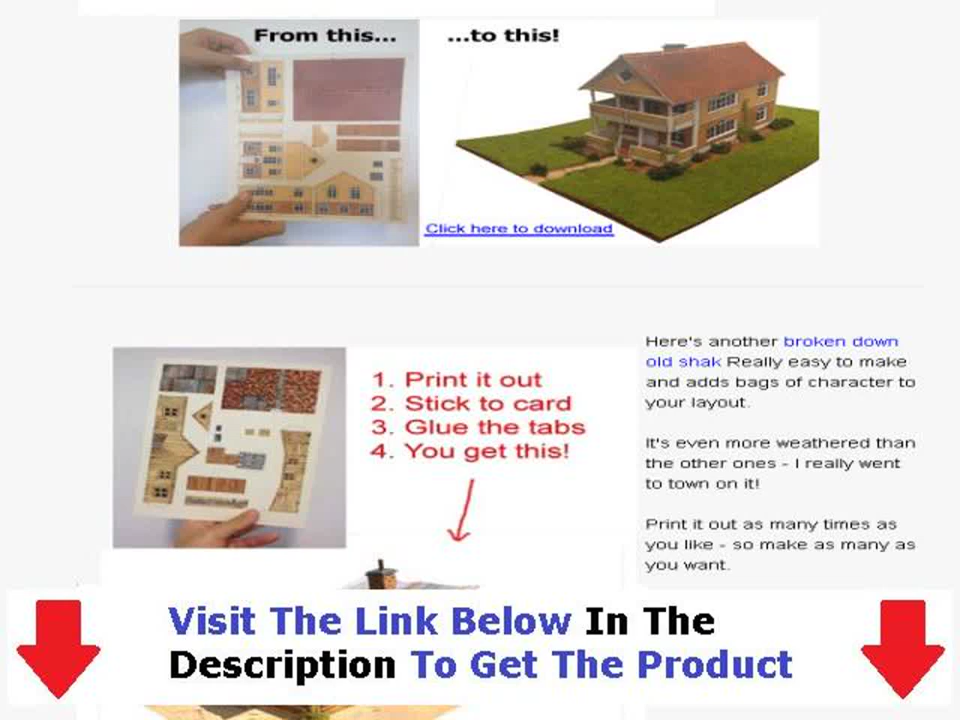 From this... ...to this!
Click here to download
1. Print it out
2. Stick to card
3. Glue the tabs
4. You get this!
Here's another broken down
old shak Really easy to make
and adds bags of character to
your layout.
It's even more weathered than
the other ones - I really went
to town on it!
Print it out as many times as
you like - so make as many as
you want.
Visit The Link Below In The
Description To Get The Product